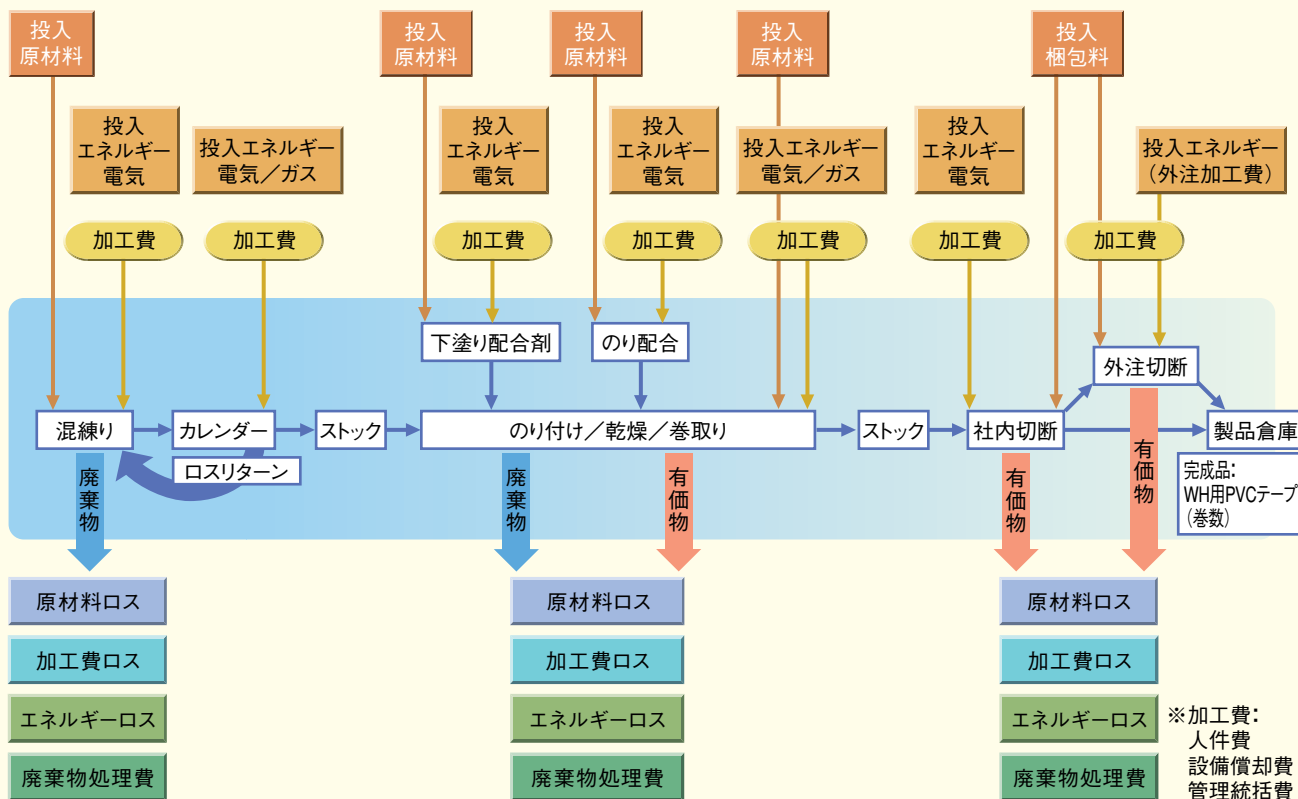 投入
原材料
投入
原材料
投入
原材料
投入
原材料
投入
梱包料
投入
エネルギー
電気
投入エネルギー
電気／ガス
投入
エネルギー
電気
投入
エネルギー
電気
投入エネルギー
電気／ガス
投入
エネルギー
電気
投入エネルギー
（外注加工費）
加工費
加工費
加工費
加工費
加工費
加工費
加工費
下塗り配合剤
のり配合
外注切断
混練り
カレンダー
ストック
のり付け／乾燥／巻取り
ストック
社内切断
製品倉庫
ロスリターン
廃棄物
廃棄物
有価物
有価物
有価物
完成品：
WH用PVCテープ
（巻数）
原材料ロス
原材料ロス
原材料ロス
加工費ロス
加工費ロス
加工費ロス
エネルギーロス
エネルギーロス
エネルギーロス
廃棄物処理費
廃棄物処理費
廃棄物処理費
※加工費：
人件費
設備償却費
管理統括費